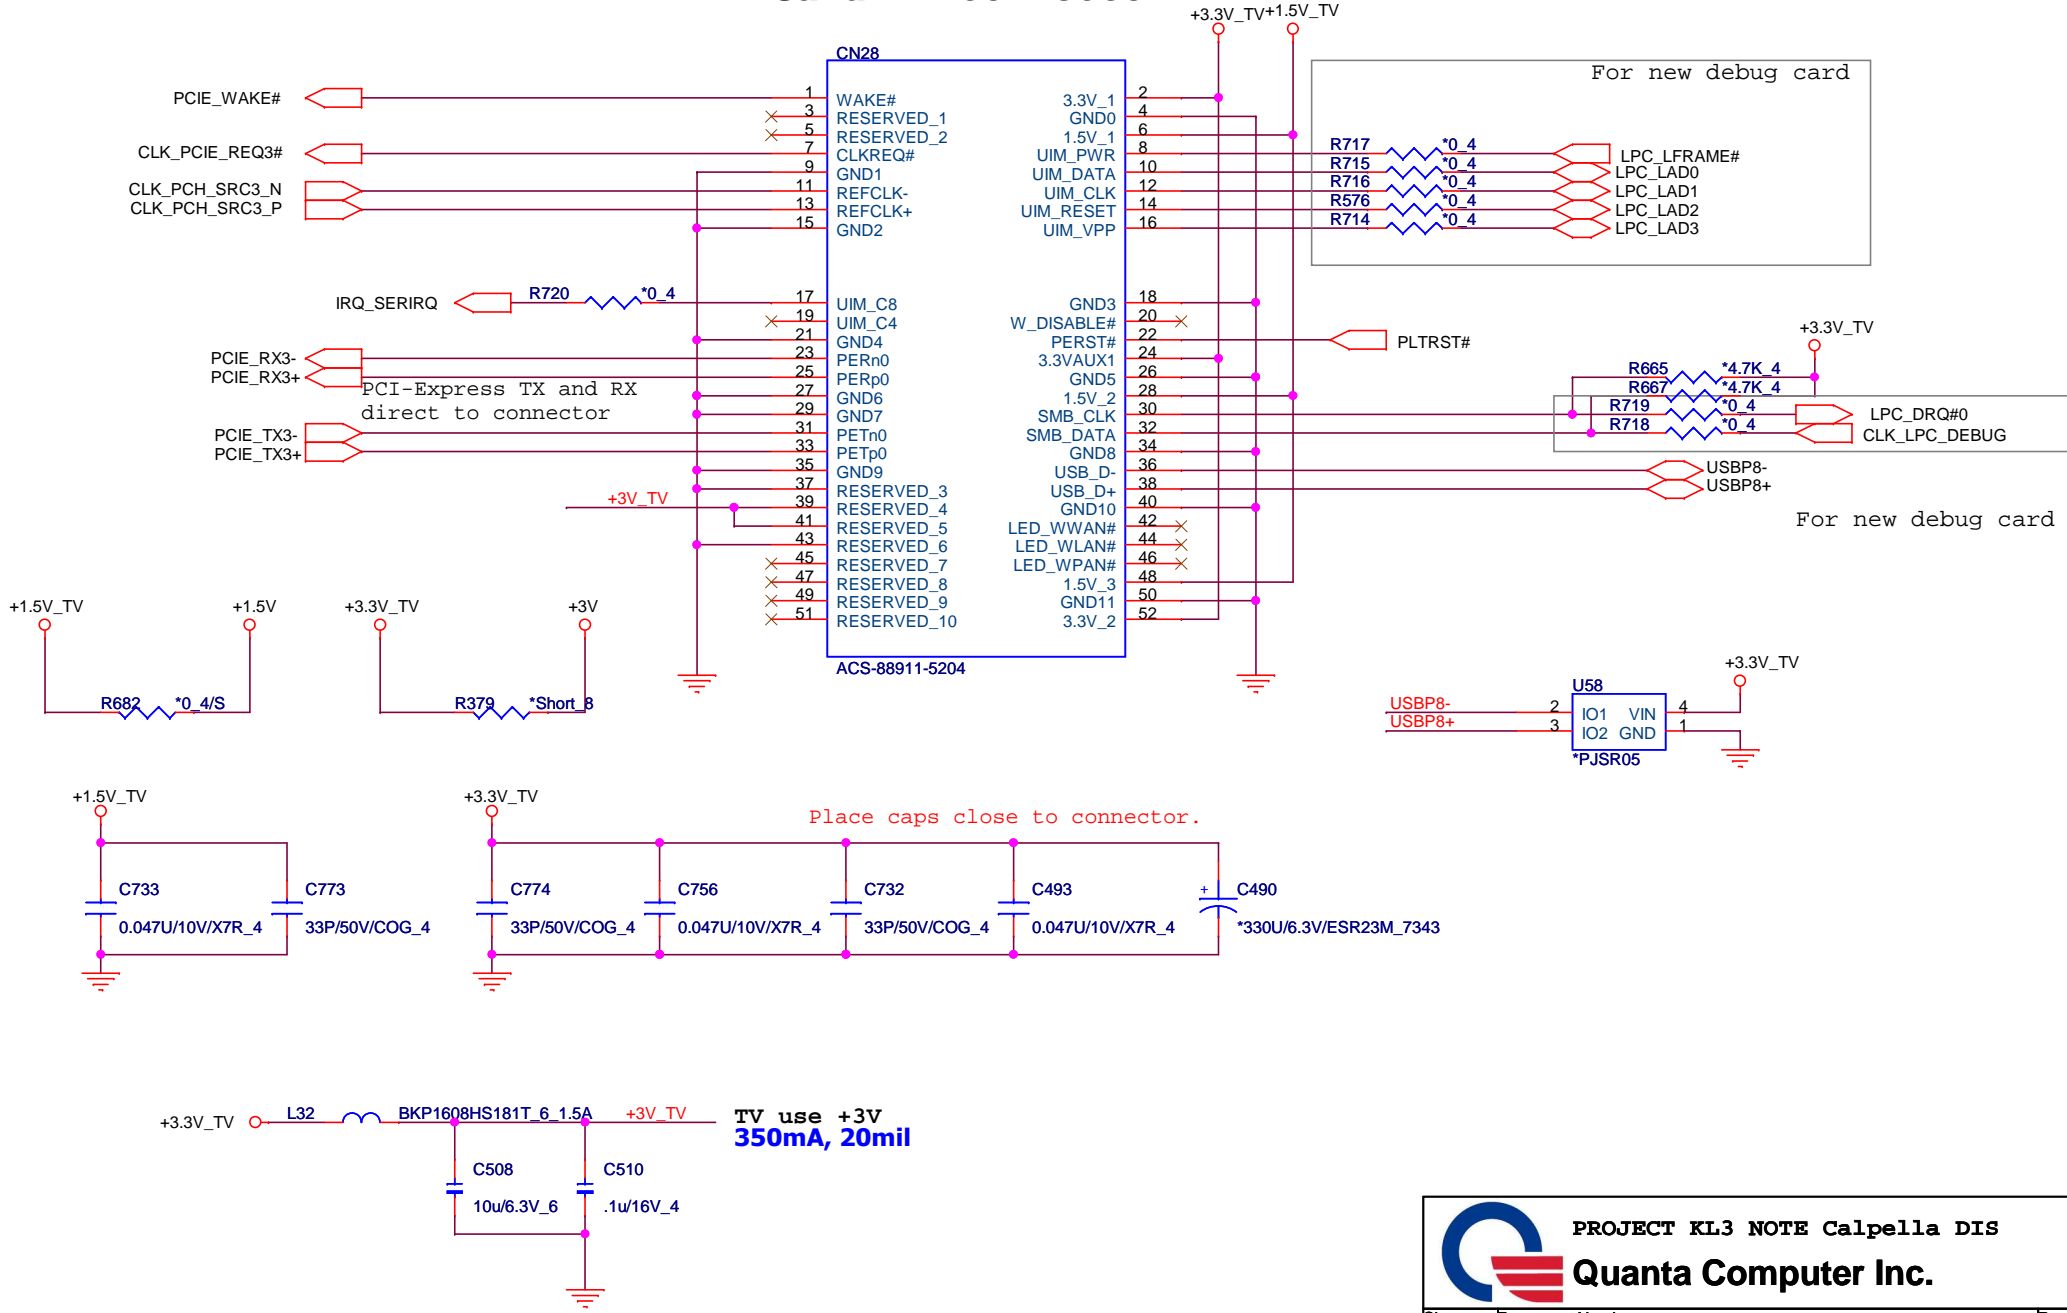 +3.3V_TV
+1.5V_TV
CN28
For new debug card
PCIE_WAKE#
1
WAKE#
3.3V_1
2
3
RESERVED_1
GND0
4
5
RESERVED_2
1.5V_1
6
CLK_PCIE_REQ3#
7
CLKREQ#
UIM_PWR
8
R717
*0_4
LPC_LFRAME#
9
GND1
UIM_DATA
10
R715
*0_4
LPC_LAD0
CLK_PCH_SRC3_N
11
REFCLK-
UIM_CLK
12
R716
*0_4
LPC_LAD1
CLK_PCH_SRC3_P
13
REFCLK+
UIM_RESET
14
R576
*0_4
LPC_LAD2
15
GND2
UIM_VPP
16
R714
*0_4
LPC_LAD3
IRQ_SERIRQ
R720
*0_4
17
UIM_C8
GND3
18
19
UIM_C4
W_DISABLE#
20
21
GND4
PERST#
22
PLTRST#
+3.3V_TV
PCIE_RX3-
23
PERn0
3.3VAUX1
24
PCIE_RX3+
25
PERp0
GND5
26
R665
*4.7K_4
PCI-Express TX and RX
direct to connector
27
GND6
1.5V_2
28
R667
*4.7K_4
29
GND7
SMB_CLK
30
R719
*0_4
LPC_DRQ#0
PCIE_TX3-
31
PETn0
SMB_DATA
32
R718
*0_4
CLK_LPC_DEBUG
PCIE_TX3+
33
PETp0
GND8
34
35
GND9
USB_D-
36
USBP8-
37
RESERVED_3
USB_D+
38
USBP8+
+3V_TV
39
RESERVED_4
GND10
40
41
RESERVED_5
LED_WWAN#
42
For new debug card
43
RESERVED_6
LED_WLAN#
44
45
RESERVED_7
LED_WPAN#
46
47
RESERVED_8
1.5V_3
48
49
RESERVED_9
GND11
50
51
RESERVED_10
3.3V_2
52
ACS-88911-5204
+1.5V_TV
+1.5V
+3.3V_TV
+3V
R682
*0_4/S
R379
*Short_8
+3.3V_TV
U58
USBP8-
2
IO1
VIN
4
USBP8+
3
IO2
GND
1
*PJSR05
+1.5V_TV
+3.3V_TV
Place caps close to connector.
C733
C773
C774
C756
C732
C493
+
C490
0.047U/10V/X7R_4
33P/50V/COG_4
33P/50V/COG_4
0.047U/10V/X7R_4
33P/50V/COG_4
0.047U/10V/X7R_4
*330U/6.3V/ESR23M_7343
+3.3V_TV
L32
BKP1608HS181T_6_1.5A
+3V_TV
TV use +3V
350mA, 20mil
C508
C510
10u/6.3V_6
.1u/16V_4
PROJECT KL3 NOTE Calpella DIS
Quanta Computer Inc.